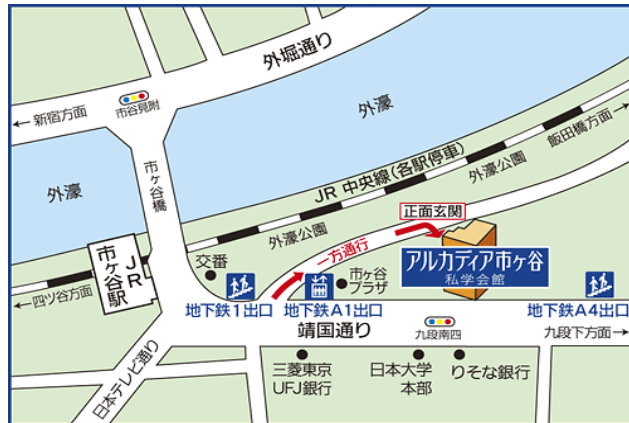 外堀通り
←新宿方面
市谷見附
外濠
飯田橋方面→
外濠
市ヶ谷橋
JR 中央線（各駅停車）
外濠公園
正面玄関
外濠公園
一方通行
アルカディア市ヶ谷
私学会館
JR
市ヶ谷駅
交番
市ヶ谷
プラザ
←四ツ谷方面
地下鉄1出口
地下鉄A1出口
地下鉄A4出口
靖国通り
九段南四
九段下方面→
日本テレビ通り
三菱東京
UFJ銀行
日本大学
本部
りそな銀行